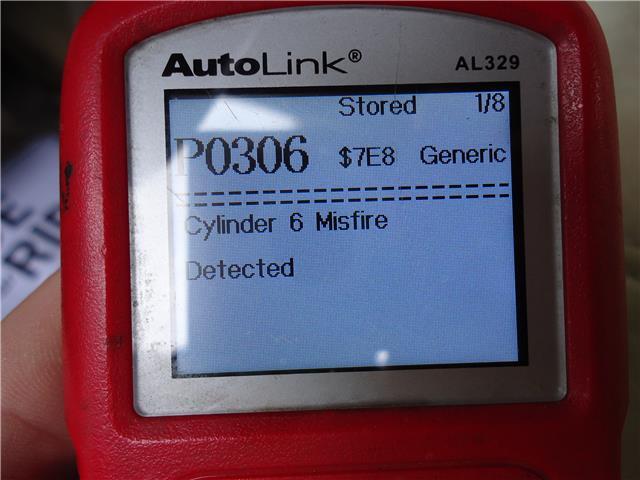 AutoLink® AL329
Stored 1/8
P0306 $7E8 Generic
Cylinder 6 Misfire
Detected